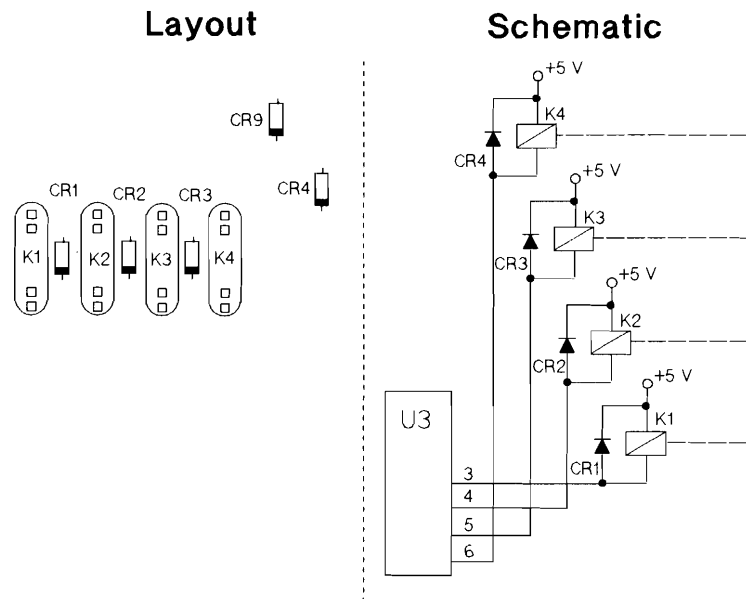 Layout
CR9
CR4
CR1 CR2 CR3
K1 K2 K3 K4
Schematic
+5 V
K4
CR4
+5 V
K3
CR3
+5 V
K2
CR2
+5 V
K1
CR1
U3
3
4
5
6